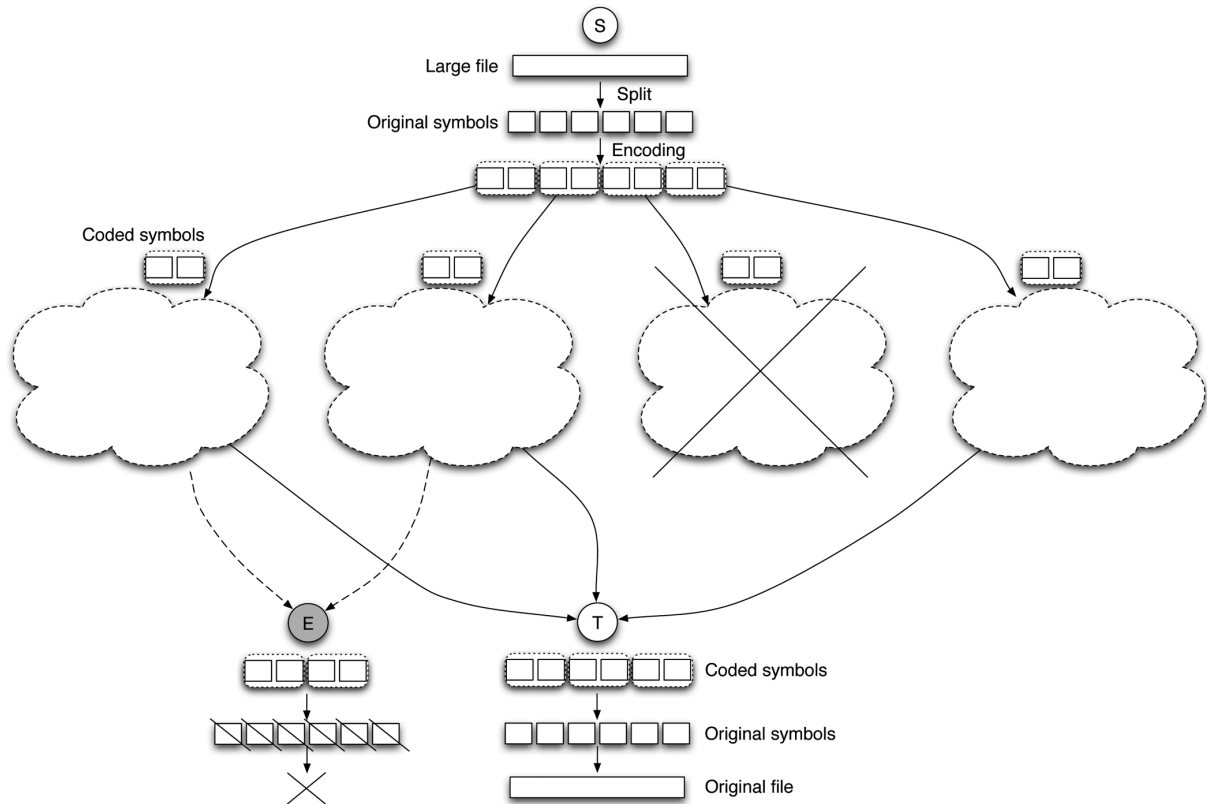 S
Large file
Split
Original symbols
Encoding
Coded symbols
E
T
Coded symbols
Original symbols
Original file